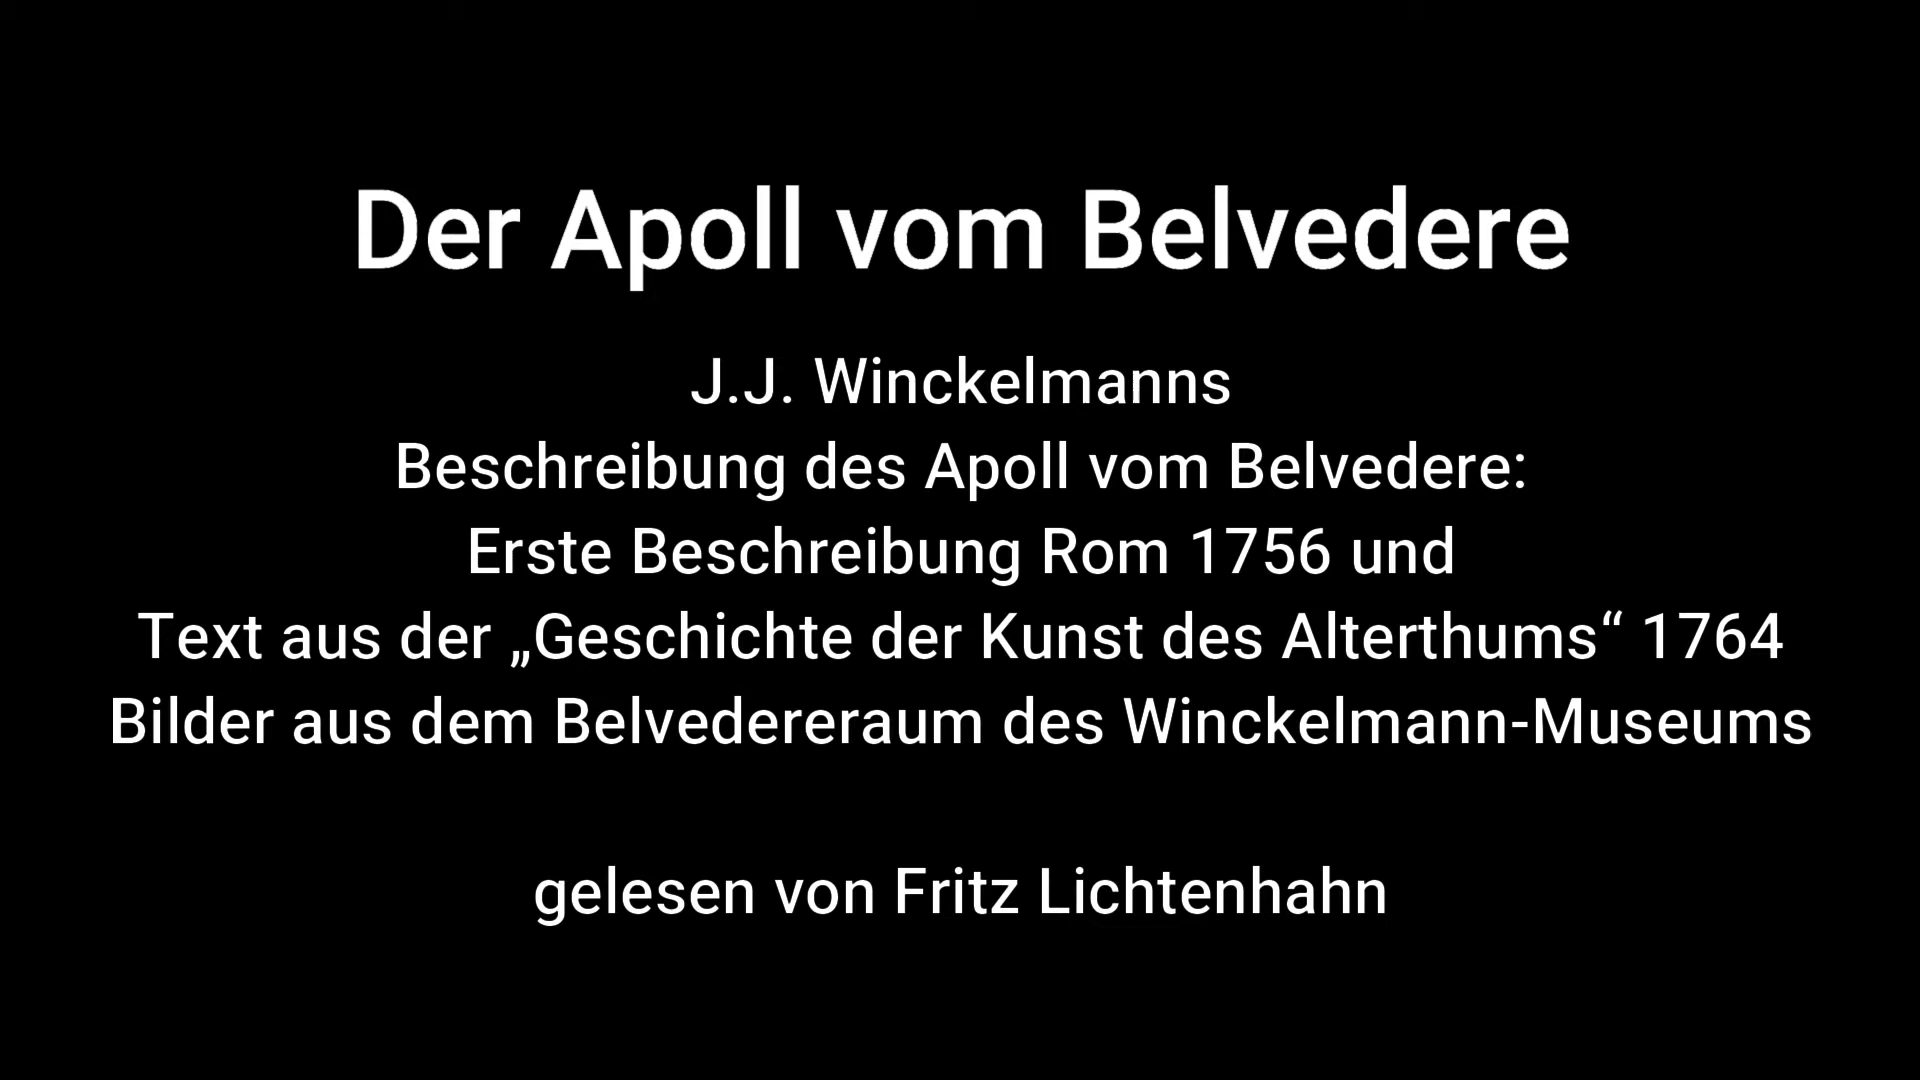 Der Apoll vom Belvedere
J.J. Winckelmanns
Beschreibung des Apoll vom Belvedere:
Erste Beschreibung Rom 1756 und
Text aus der „Geschichte der Kunst des Alterthums“ 1764
Bilder aus dem Belvedereraum des Winckelmann-Museums
gelesen von Fritz Lichtenhahn